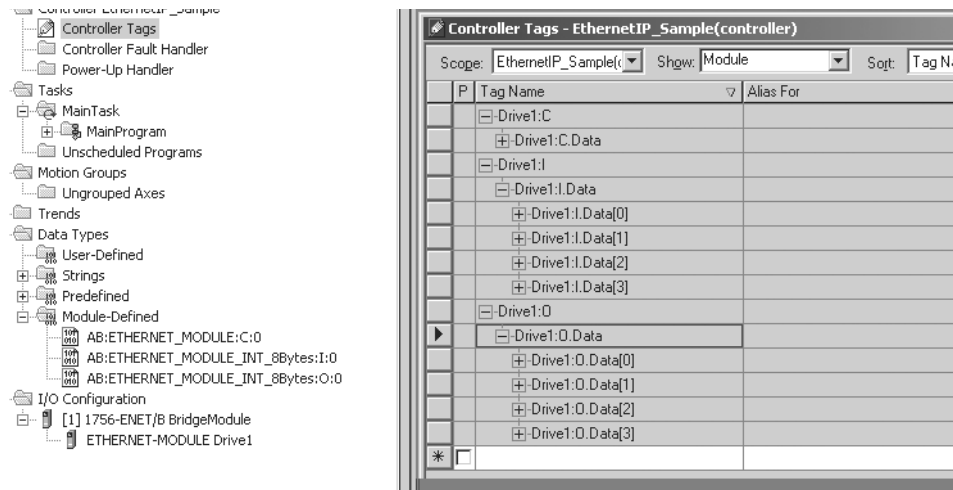 Controller EthernetIP_Sample
Controller Tags
Controller Fault Handler
Power-Up Handler
Tasks
MainTask
MainProgram
Unscheduled Programs
Motion Groups
Ungrouped Axes
Trends
Data Types
User-Defined
Strings
Predefined
Module-Defined
AB:ETHERNET_MODULE:C:0
AB:ETHERNET_MODULE_INT_8Bytes:I:0
AB:ETHERNET_MODULE_INT_8Bytes:O:0
I/O Configuration
[1] 1756-ENET/B BridgeModule
ETHERNET-MODULE Drive1
Controller Tags - EthernetIP_Sample(controller)
Scope: EthernetIP_Sample( Show: Module Sort: Tag N
P Tag Name Alias For
Drive1:C
Drive1:C.Data
Drive1:I
Drive1:I.Data
Drive1:I.Data[0]
Drive1:I.Data[1]
Drive1:I.Data[2]
Drive1:I.Data[3]
Drive1:O
Drive1:O.Data
Drive1:O.Data[0]
Drive1:O.Data[1]
Drive1:O.Data[2]
Drive1:O.Data[3]